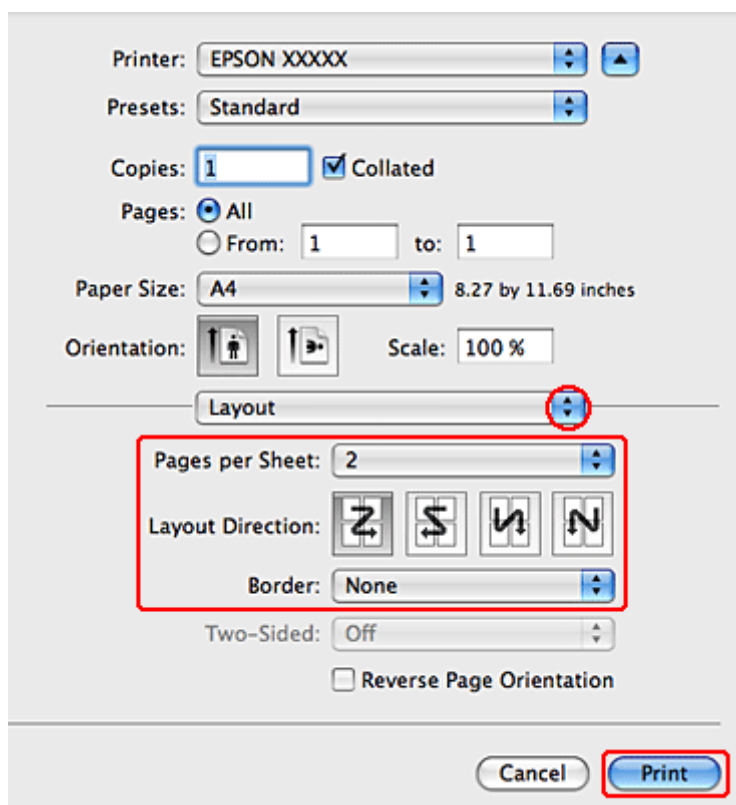 Printer: EPSON XXXXX
Presets: Standard
Copies: 1 Collated
Pages: All
From: 1 to: 1
Paper Size: A4 8.27 by 11.69 inches
Orientation: Scale: 100 %
Layout
Pages per Sheet: 2
Layout Direction:
Border: None
Two-Sided: Off
Reverse Page Orientation
Cancel Print